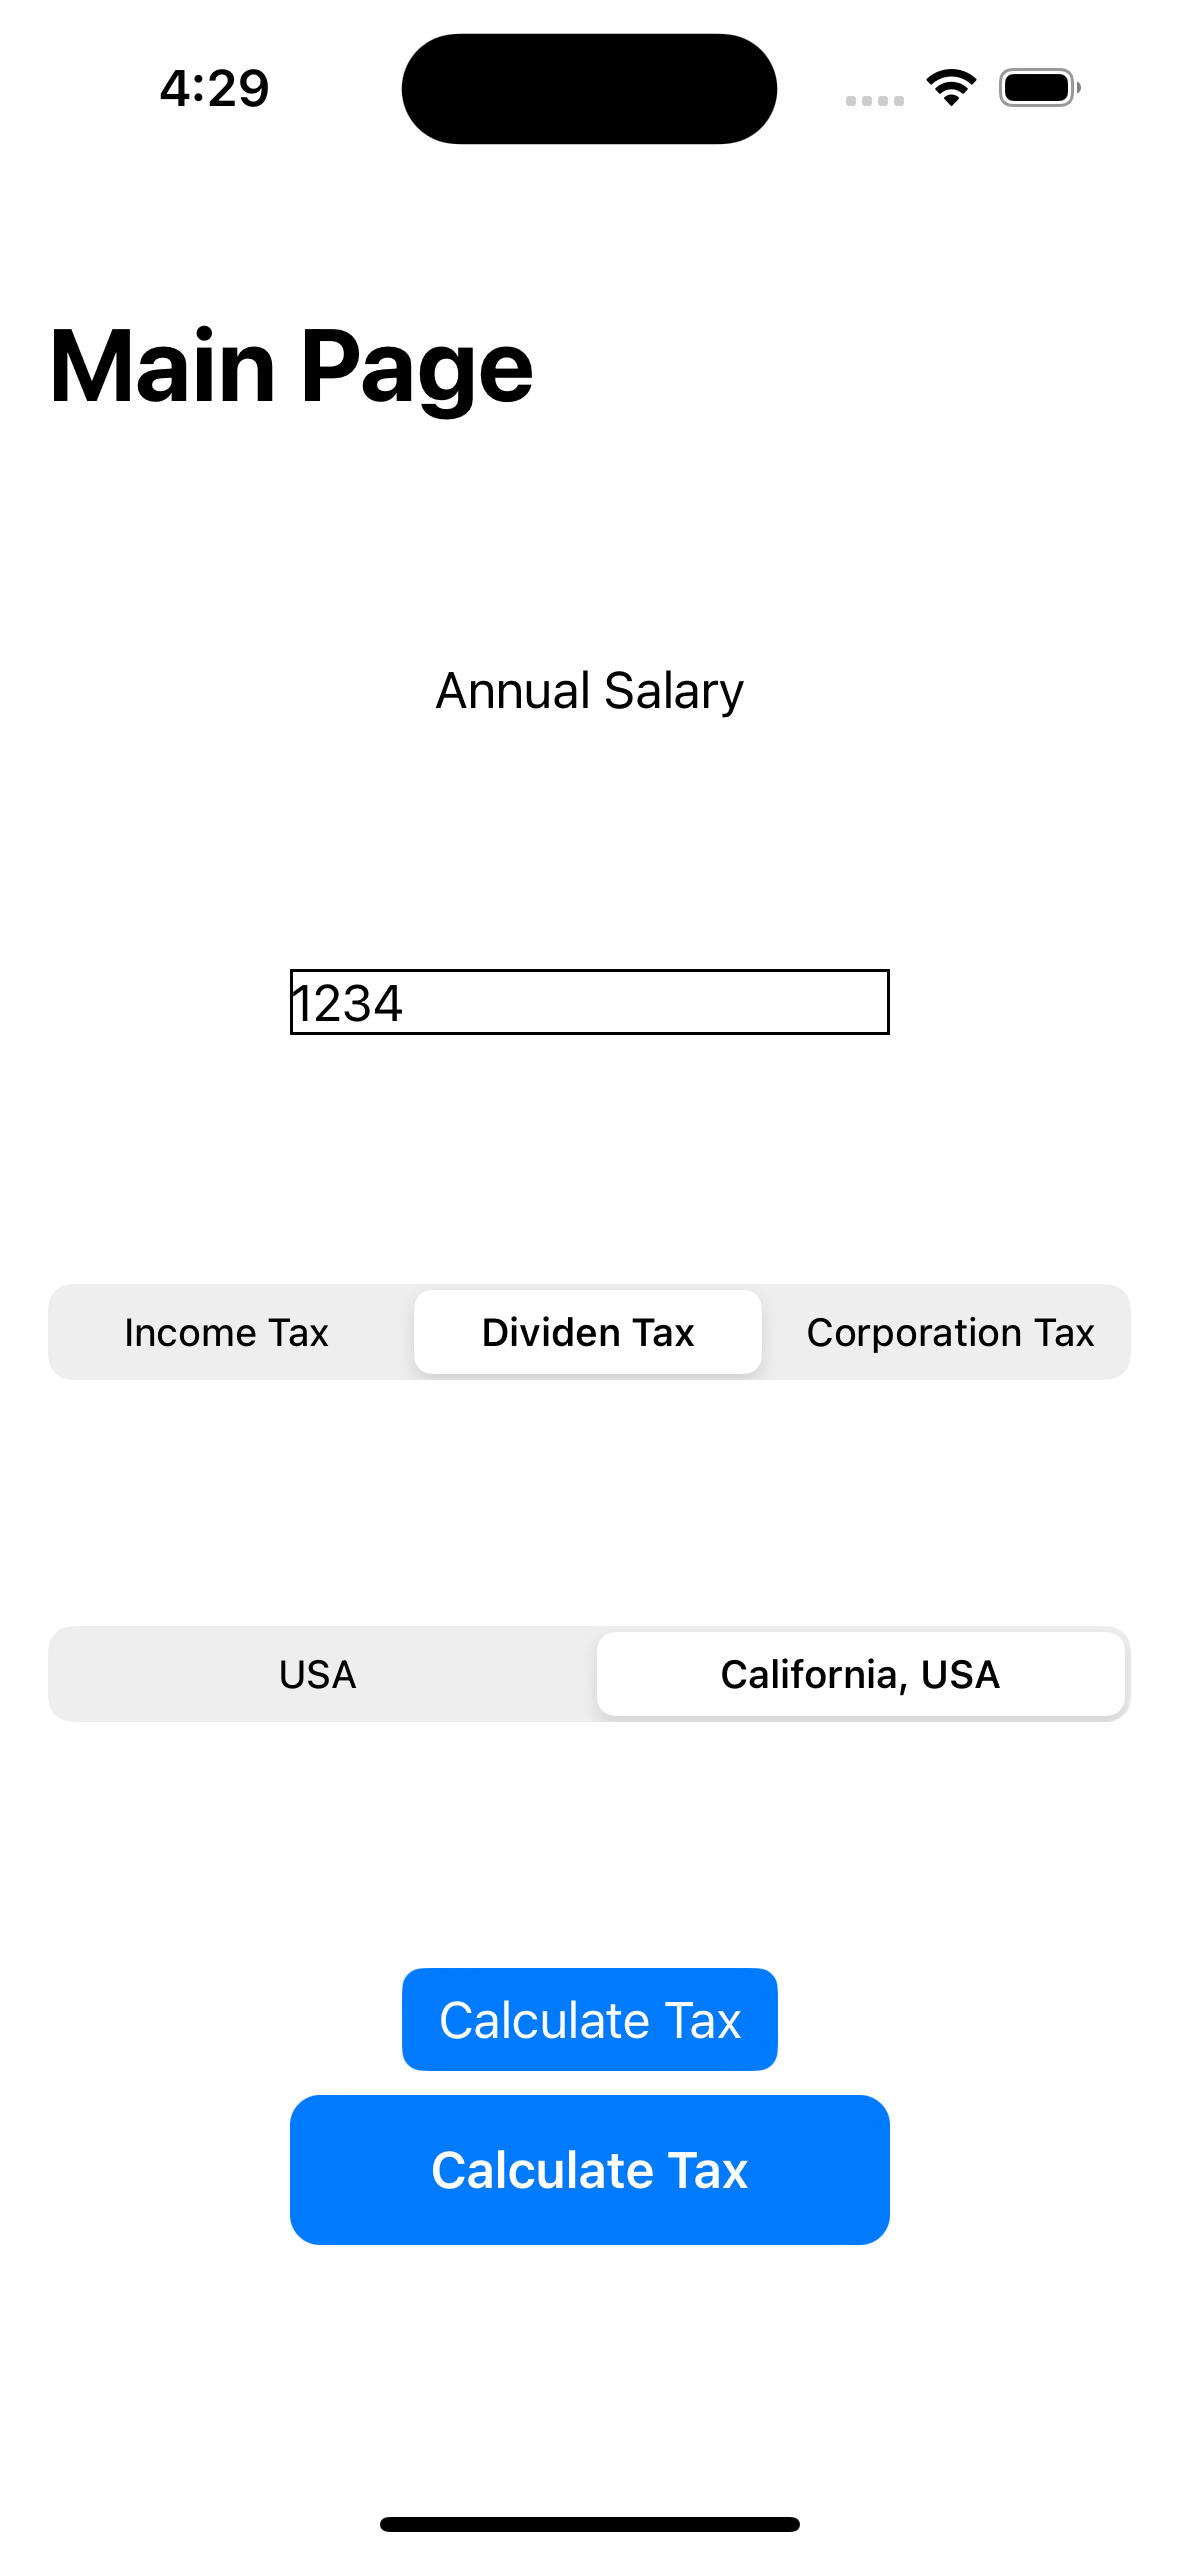 4:29
Main Page
Annual Salary
1234
Income Tax Dividen Tax Corporation Tax
USA California, USA
Calculate Tax
Calculate Tax